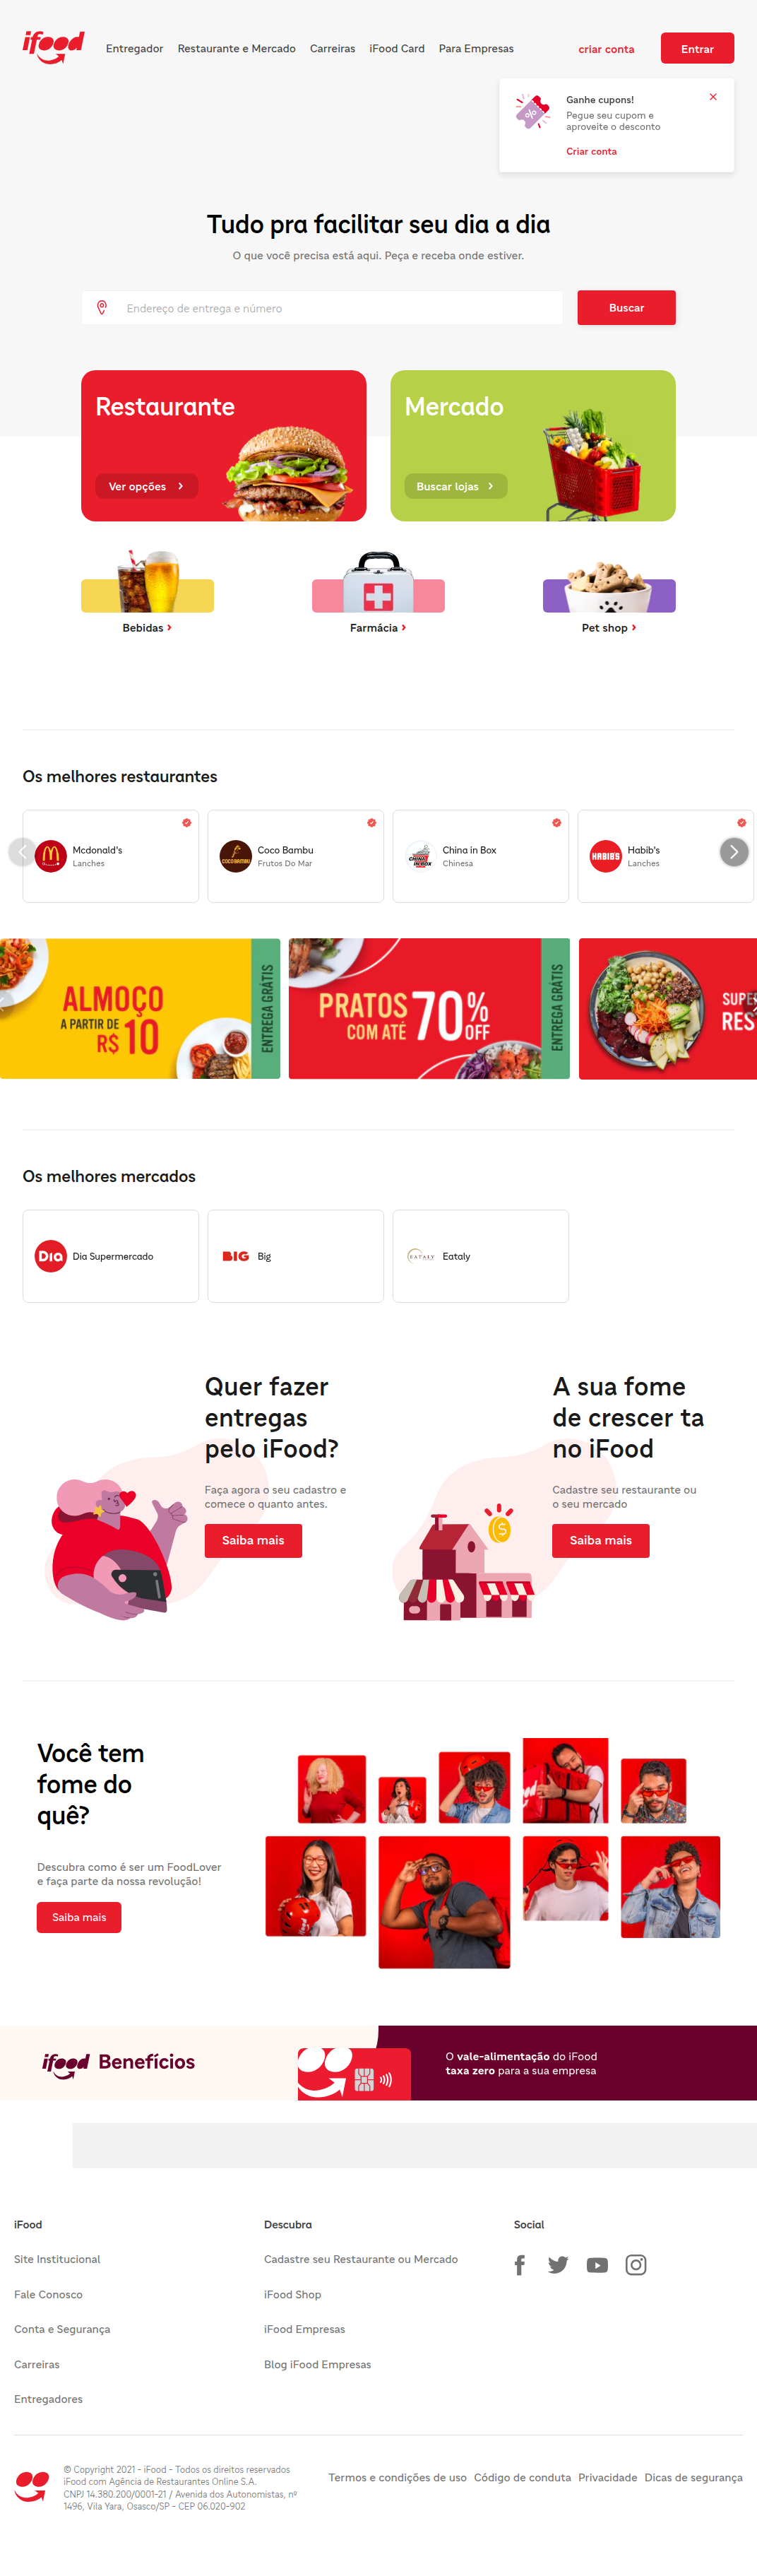 ifood
Entregador Restaurante e Mercado Carreiras iFood Card Para Empresas criar conta Entrar
Ganhe cupons!
Pegue seu cupom e
aproveite o desconto
Criar conta
Tudo pra facilitar seu dia a dia
O que você precisa está aqui. Peça e receba onde estiver.
Endereço de entrega e número
Buscar
Restaurante
Ver opções
Mercado
Buscar lojas
Bebidas
Farmácia
Pet shop
Os melhores restaurantes
Mcdonald's
Lanches
COCO BAMBU
Coco Bambu
Frutos Do Mar
CHINA IN BOX
China in Box
Chinesa
HABIB'S
Habib's
Lanches
ALMOÇO
A PARTIR DE
R$ 10
ENTREGA GRÁTIS
PRATOS 70%
COM ATÉ OFF
ENTREGA GRÁTIS
SUPE
RES
Os melhores mercados
Dia
Dia Supermercado
BIG
Big
EATALY
Eataly
Quer fazer
entregas
pelo iFood?
Faça agora o seu cadastro e
comece o quanto antes.
Saiba mais
A sua fome
de crescer ta
no iFood
Cadastre seu restaurante ou
o seu mercado
Saiba mais
Você tem
fome do
quê?
Descubra como é ser um FoodLover
e faça parte da nossa revolução!
Saiba mais
ifood Benefícios
O vale-alimentação do iFood
taxa zero para a sua empresa
iFood
Site Institucional
Fale Conosco
Conta e Segurança
Carreiras
Entregadores
Descubra
Cadastre seu Restaurante ou Mercado
iFood Shop
iFood Empresas
Blog iFood Empresas
Social
© Copyright 2021 - iFood - Todos os direitos reservados
iFood com Agência de Restaurantes Online S.A.
CNPJ 14.380.200/0001-21 / Avenida dos Autonomistas, nº
1496, Vila Yara, Osasco/SP - CEP 06.020-902
Termos e condições de uso Código de conduta Privacidade Dicas de segurança